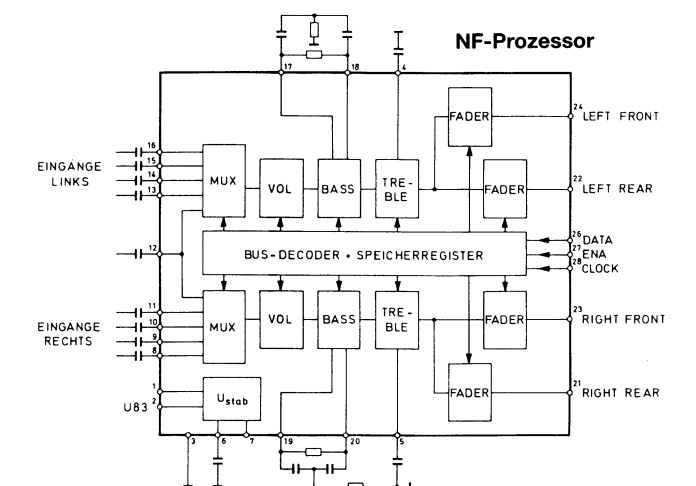 NF-Prozessor
17
18
4
24
LEFT FRONT
FADER
16
15
14
13
EINGÄNGE
LINKS
MUX
VOL
BASS
TRE-
BLE
FADER
22
LEFT REAR
12
BUS-DECODER + SPEICHERREGISTER
26
DATA
27
ENA
28
CLOCK
11
10
9
8
EINGÄNGE
RECHTS
MUX
VOL
BASS
TRE-
BLE
FADER
23
RIGHT FRONT
1
U83
2
Ustab
FADER
21
RIGHT REAR
3
6
7
19
20
5